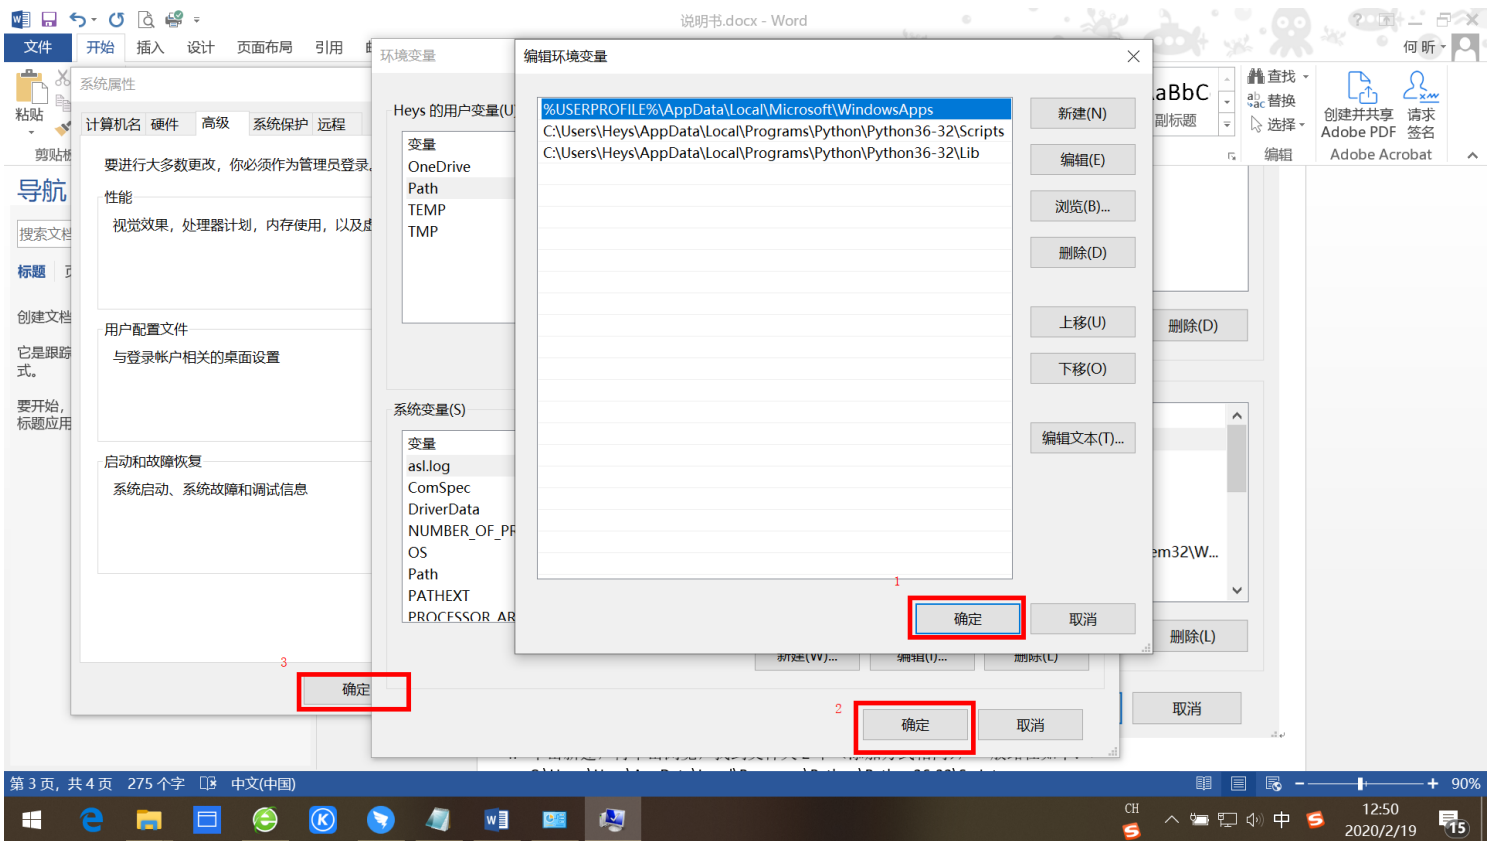 说明书.docx - Word
文件 开始 插入 设计 页面布局 引用
何昕
粘贴
剪贴板
aBbC
副标题
查找
替换
选择
编辑
创建并共享
Adobe PDF
请求
签名
Adobe Acrobat
导航
搜索文档
标题
创建文档
它是跟踪
式。
要开始，
标题应用
系统属性
计算机名 硬件 高级 系统保护 远程
要进行大多数更改，你必须作为管理员登录。
性能
视觉效果，处理器计划，内存使用，以及虚
用户配置文件
与登录帐户相关的桌面设置
启动和故障恢复
系统启动、系统故障和调试信息
3
确定
环境变量
Heys 的用户变量(U)
变量
OneDrive
Path
TEMP
TMP
系统变量(S)
变量
asl.log
ComSpec
DriverData
NUMBER_OF_PR
OS
Path
PATHEXT
PROCESSOR_AR
新建(W)... 编辑(I)... 删除(L)
2
确定 取消
编辑环境变量
%USERPROFILE%\AppData\Local\Microsoft\WindowsApps
C:\Users\Heys\AppData\Local\Programs\Python\Python36-32\Scripts
C:\Users\Heys\AppData\Local\Programs\Python\Python36-32\Lib
新建(N)
编辑(E)
浏览(B)...
删除(D)
上移(U)
下移(O)
编辑文本(T)...
1
确定 取消
删除(D)
em32\W...
删除(L)
取消
第 3 页，共 4 页 275 个字 中文(中国)
90%
CH
中
12:50
2020/2/19
15